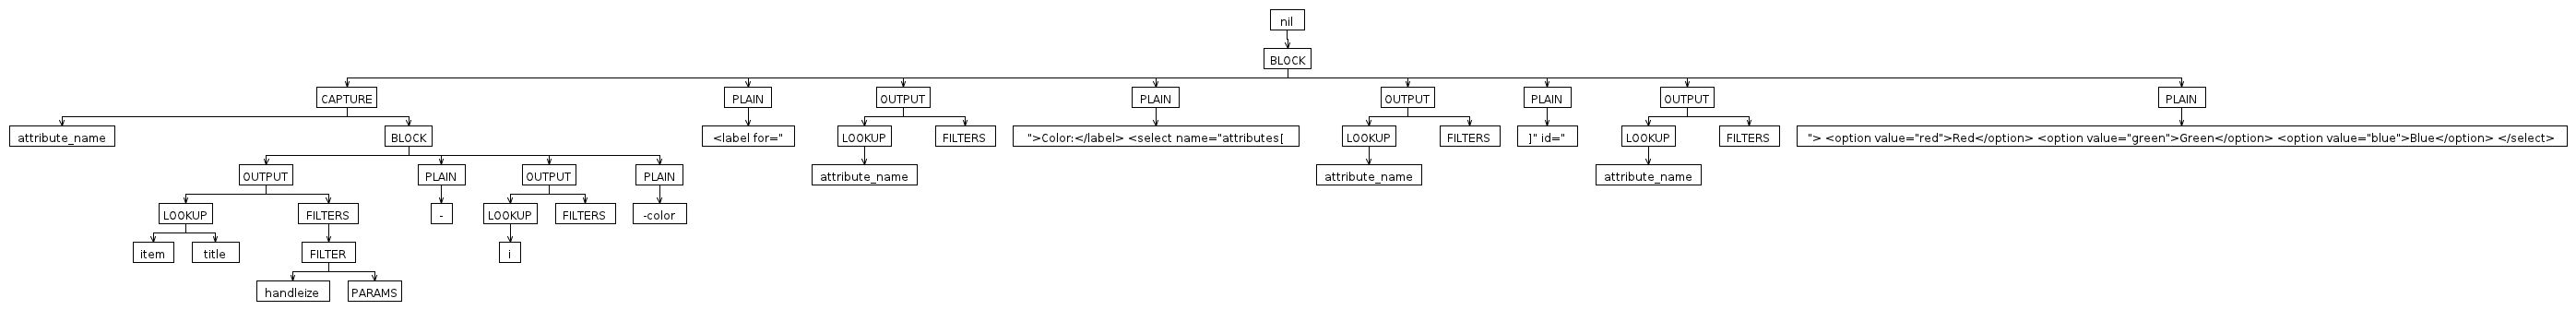 nil
BLOCK
CAPTURE PLAIN OUTPUT PLAIN OUTPUT PLAIN OUTPUT PLAIN
attribute_name BLOCK <label for=" LOOKUP FILTERS ">Color:</label> <select name="attributes[ LOOKUP FILTERS ]" id=" LOOKUP FILTERS "> <option value="red">Red</option> <option value="green">Green</option> <option value="blue">Blue</option> </select>
OUTPUT PLAIN OUTPUT PLAIN attribute_name attribute_name attribute_name
LOOKUP FILTERS - LOOKUP FILTERS -color
item title FILTER i
handleize PARAMS